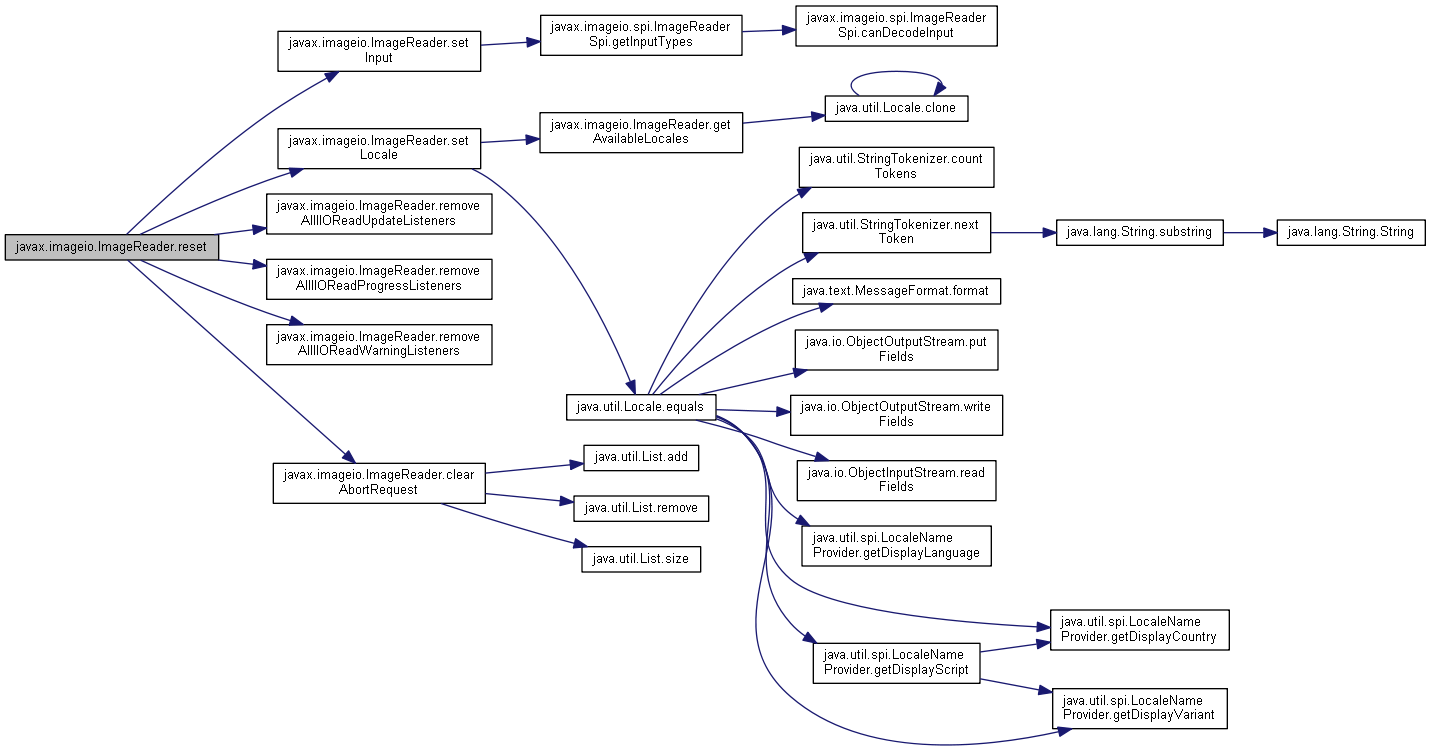 javax.imageio.ImageReader.reset
javax.imageio.ImageReader.set
Input
javax.imageio.spi.ImageReader
Spi.getInputTypes
javax.imageio.spi.ImageReader
Spi.canDecodeInput
javax.imageio.ImageReader.set
Locale
javax.imageio.ImageReader.get
AvailableLocales
java.util.Locale.clone
java.util.Locale.equals
java.util.StringTokenizer.count
Tokens
java.util.StringTokenizer.next
Token
java.lang.String.substring
java.lang.String.String
java.text.MessageFormat.format
java.io.ObjectOutputStream.put
Fields
java.io.ObjectOutputStream.write
Fields
java.io.ObjectInputStream.read
Fields
java.util.spi.LocaleName
Provider.getDisplayLanguage
java.util.spi.LocaleName
Provider.getDisplayCountry
java.util.spi.LocaleName
Provider.getDisplayScript
java.util.spi.LocaleName
Provider.getDisplayVariant
javax.imageio.ImageReader.remove
AllIIOReadUpdateListeners
javax.imageio.ImageReader.remove
AllIIOReadProgressListeners
javax.imageio.ImageReader.remove
AllIIOReadWarningListeners
javax.imageio.ImageReader.clear
AbortRequest
java.util.List.add
java.util.List.remove
java.util.List.size